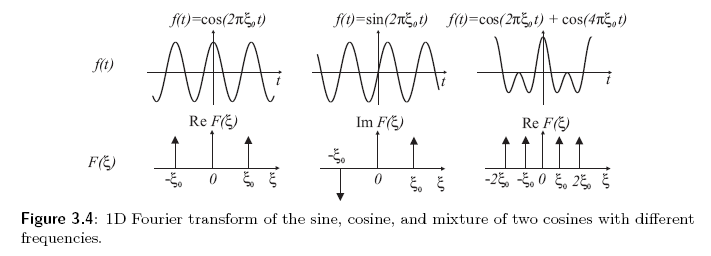 f(t)=cos(2πξ₀t) f(t)=sin(2πξ₀t) f(t)=cos(2πξ₀t) + cos(4πξ₀t)
f(t)
t t t
Re F(ξ) Im F(ξ) Re F(ξ)
F(ξ)
-ξ₀ 0 ξ₀ ξ -ξ₀ 0 ξ₀ ξ -2ξ₀ -ξ₀ 0 ξ₀ 2ξ₀ ξ
Figure 3.4: 1D Fourier transform of the sine, cosine, and mixture of two cosines with different
frequencies.